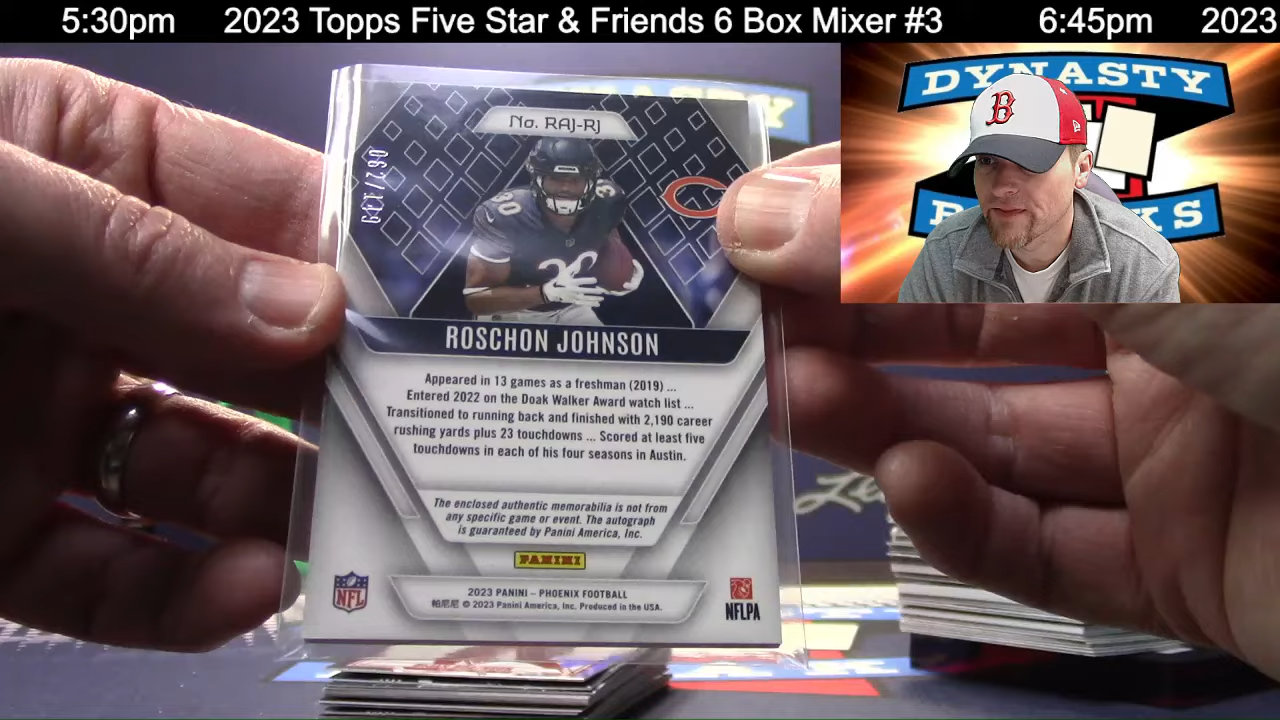 5:30pm 2023 Topps Five Star & Friends 6 Box Mixer #3 6:45pm 2023
DYNASTY
B
No. RAJ-RJ
30
ROSCHON JOHNSON
Appeared in 13 games as a freshman (2019) ...
Entered 2022 on the Doak Walker Award watch list ...
Transitioned to running back and finished with 2,190 career
rushing yards plus 23 touchdowns ... Scored at least five
touchdowns in each of his four seasons in Austin.
The enclosed authentic memorabilia is not from
any specific game or event. The autograph
is guaranteed by Panini America, Inc.
PANINI
2023 PANINI – PHOENIX FOOTBALL
帕尼尼 © 2023 Panini America, Inc. Produced in the USA.
NFL
NFLPA